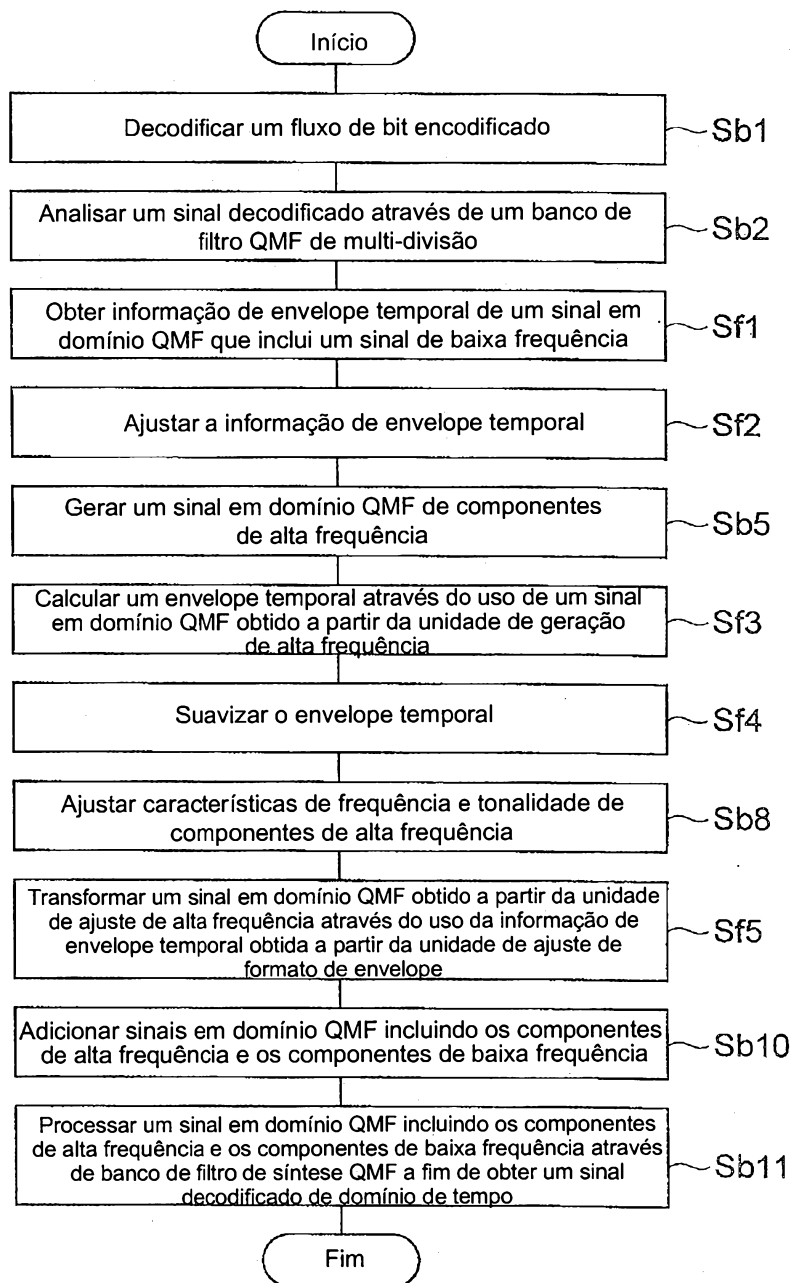 Início
Decodificar um fluxo de bit encodificado
Sb1
Analisar um sinal decodificado através de um banco de
filtro QMF de multi-divisão
Sb2
Obter informação de envelope temporal de um sinal em
domínio QMF que inclui um sinal de baixa frequência
Sf1
Ajustar a informação de envelope temporal
Sf2
Gerar um sinal em domínio QMF de componentes
de alta frequência
Sb5
Calcular um envelope temporal através do uso de um sinal
em domínio QMF obtido a partir da unidade de geração
de alta frequência
Sf3
Suavizar o envelope temporal
Sf4
Ajustar características de frequência e tonalidade de
componentes de alta frequência
Sb8
Transformar um sinal em domínio QMF obtido a partir da unidade
de ajuste de alta frequência através do uso da informação de
envelope temporal obtida a partir da unidade de ajuste de
formato de envelope
Sf5
Adicionar sinais em domínio QMF incluindo os componentes
de alta frequência e os componentes de baixa frequência
Sb10
Processar um sinal em domínio QMF incluindo os componentes
de alta frequência e os componentes de baixa frequência através
de banco de filtro de síntese QMF a fim de obter um sinal
decodificado de domínio de tempo
Sb11
Fim